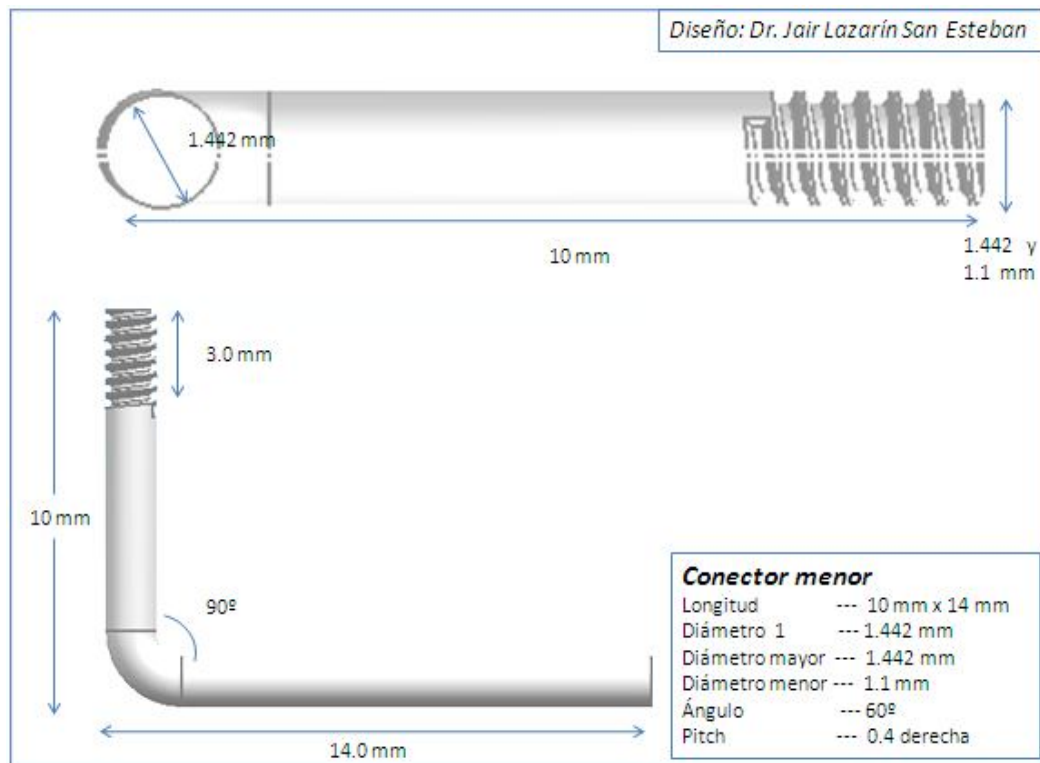 Diseño: Dr. Jair Lazarín San Esteban
1.442 mm
10 mm
1.442 y
1.1 mm
3.0 mm
10 mm
90º
14.0 mm
Conector menor
Longitud --- 10 mm x 14 mm
Diámetro 1 --- 1.442 mm
Diámetro mayor --- 1.442 mm
Diámetro menor --- 1.1 mm
Ángulo --- 60º
Pitch --- 0.4 derecha